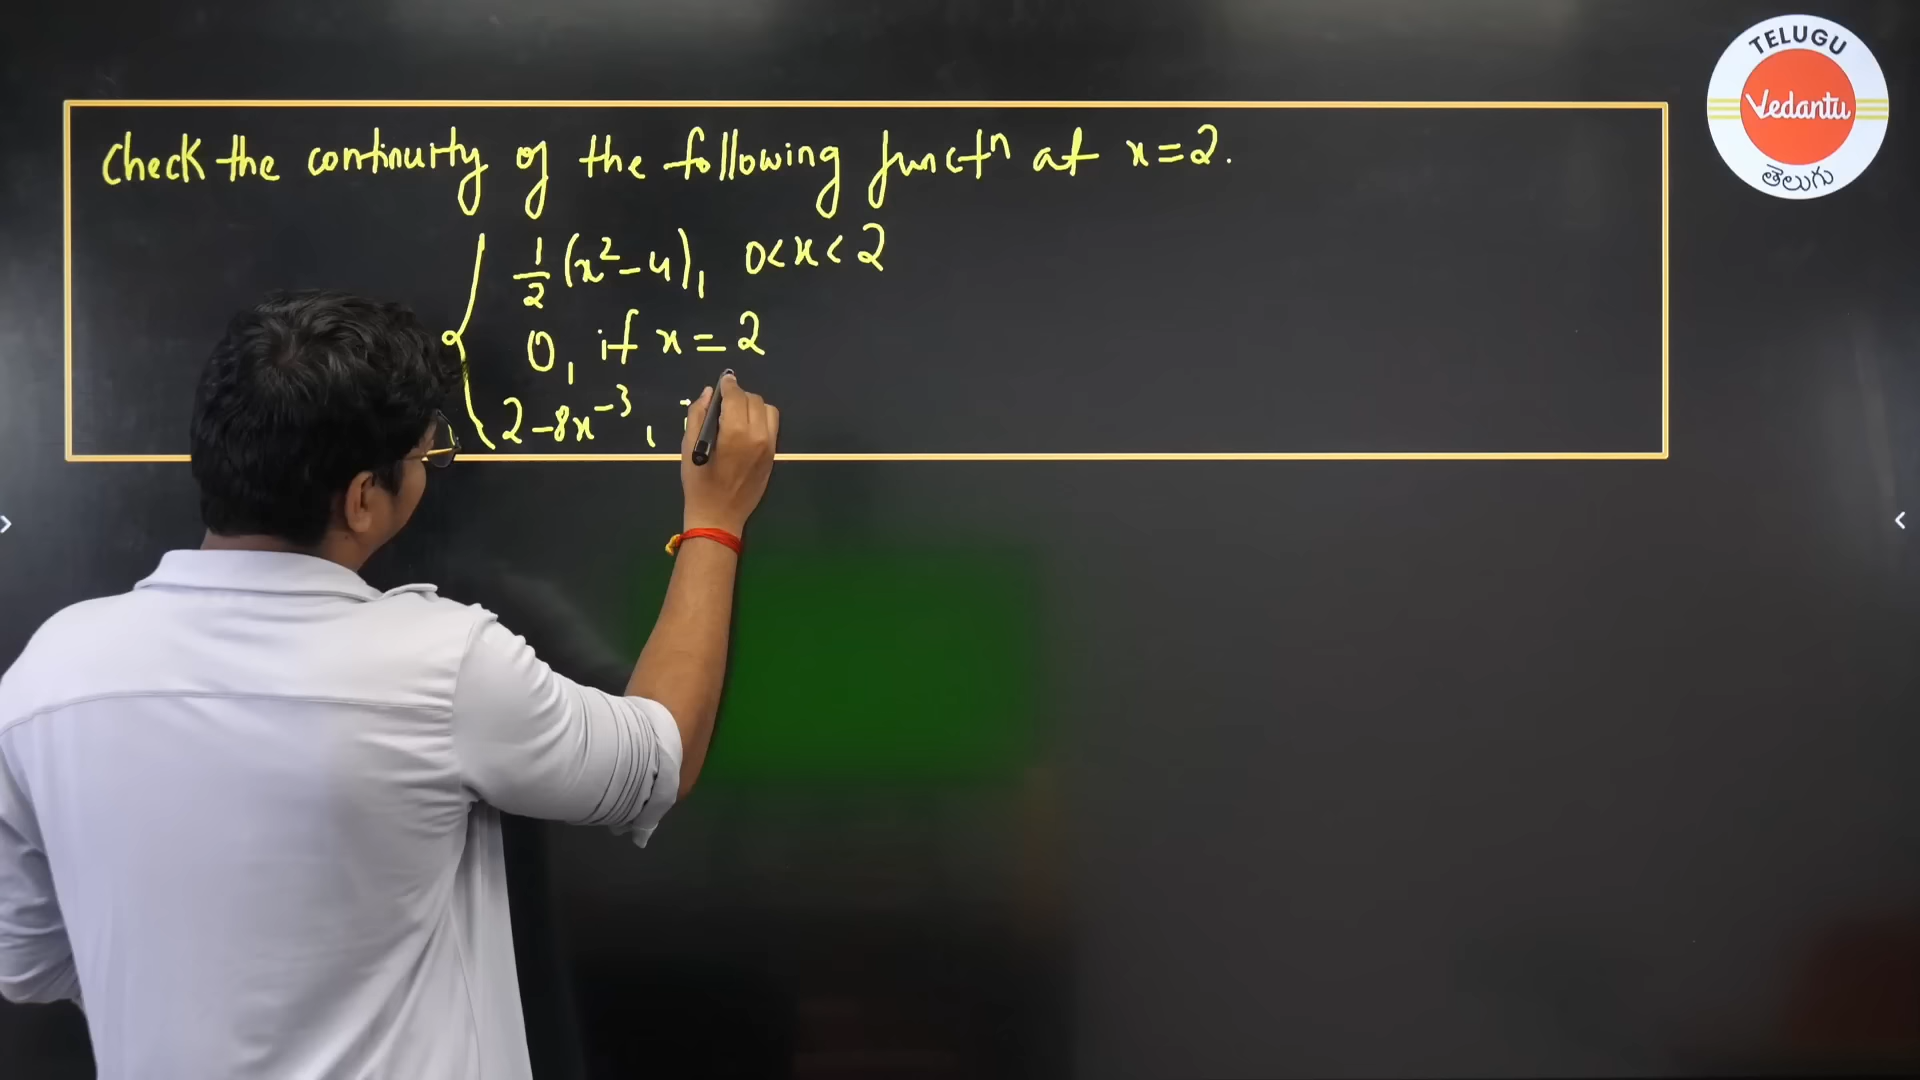 check the continuity of the following functⁿ at x=2.
1/2 (x²-4), 0<x<2
0, if x=2
2-8x⁻³, i
TELUGU
Vedantu
తెలుగు